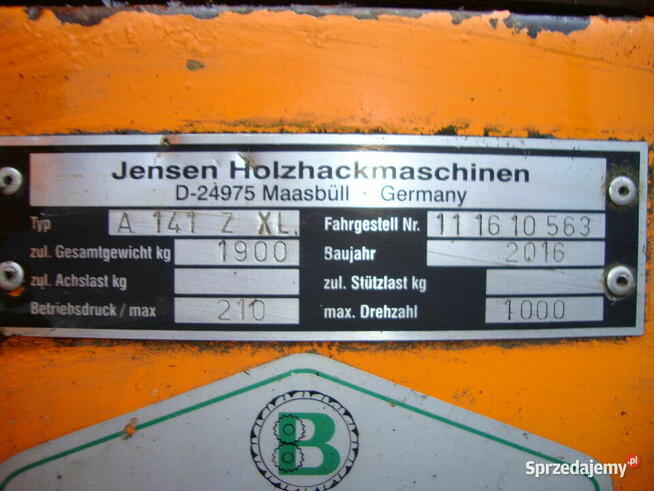 Jensen Holzhackmaschinen
D-24975 Maasbüll · Germany
Typ A 141 Z XL. Fahrgestell Nr. 11 16 10 563
zul. Gesamtgewicht kg 1900 Baujahr 2016
zul. Achslast kg zul. Stützlast kg
Betriebsdruck / max 210 max. Drehzahl 1000
B
Sprzedajemy.pl